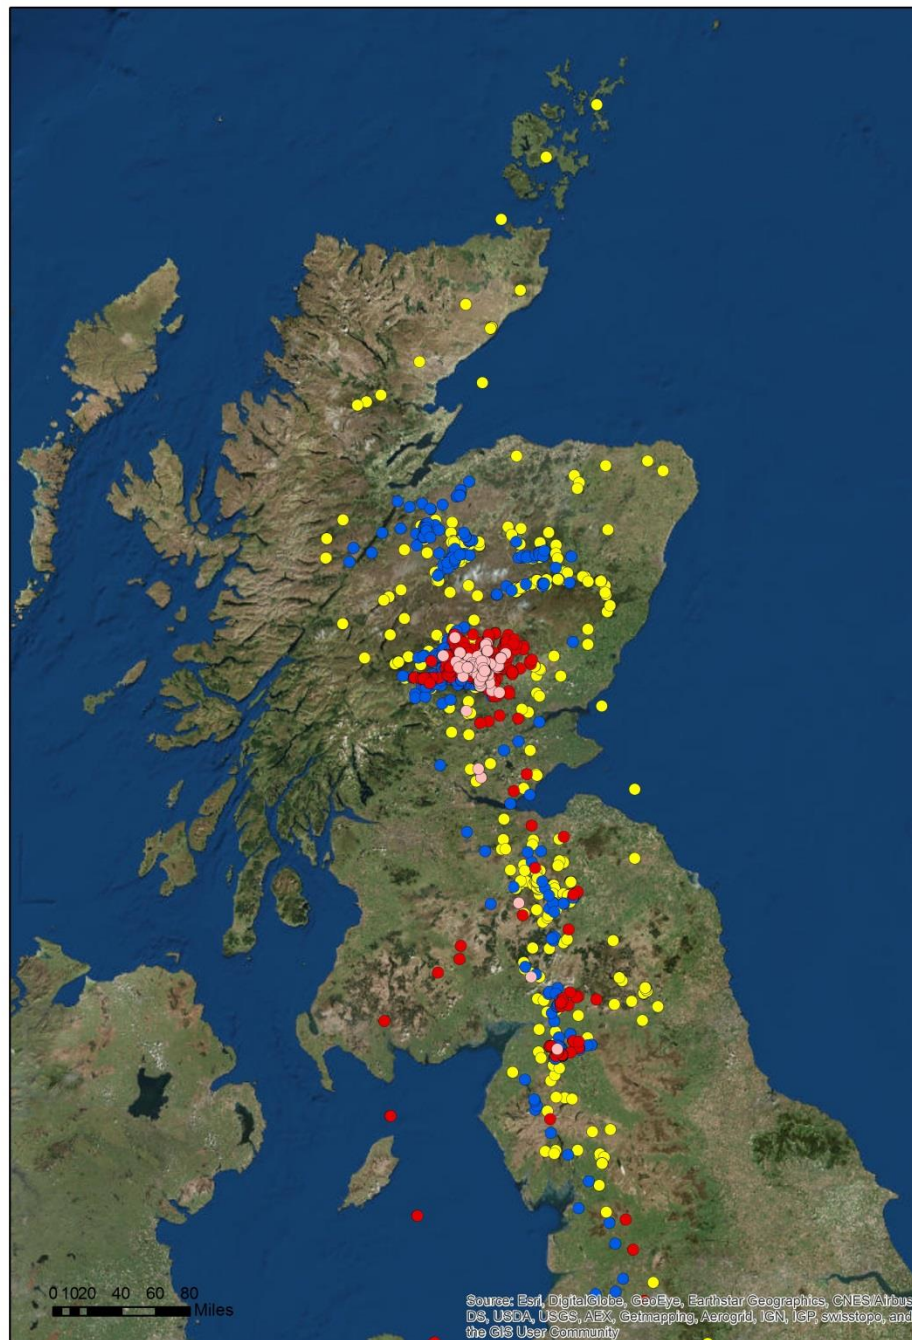 0 10 20 40 60 80
Miles
Source: Esri, DigitalGlobe, GeoEye, Earthstar Geographics, CNES/Airbus
DS, USDA, USGS, AEX, Getmapping, Aerogrid, IGN, IGP, swisstopo, and
the GIS User Community